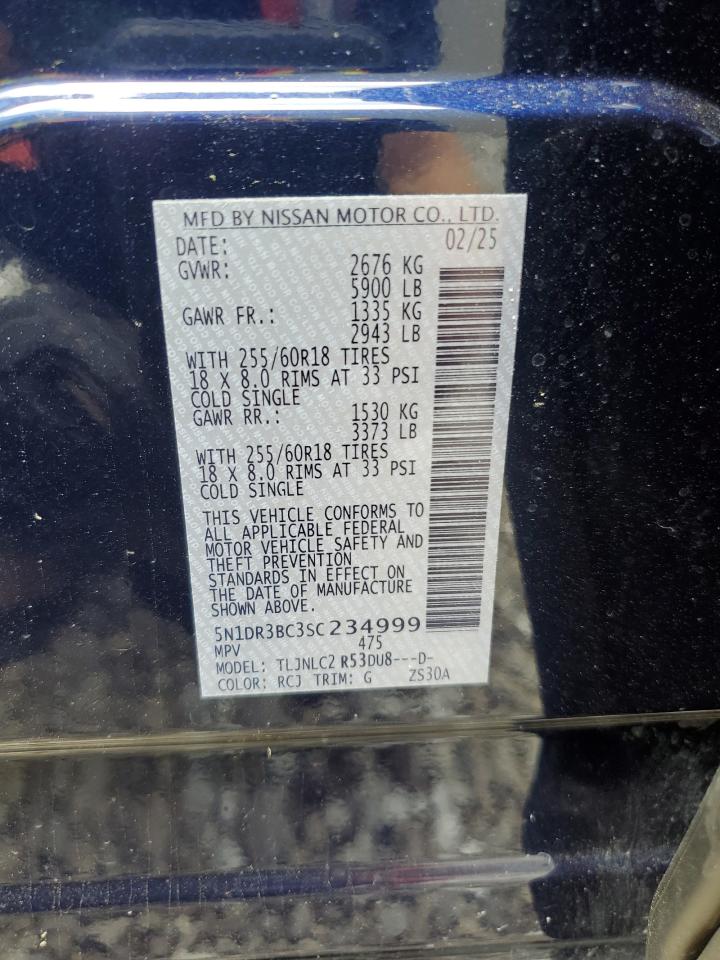 MFD BY NISSAN MOTOR CO., LTD.
DATE: 02/25
GVWR: 2676 KG
5900 LB
GAWR FR.: 1335 KG
2943 LB
WITH 255/60R18 TIRES
18 X 8.0 RIMS AT 33 PSI
COLD SINGLE
GAWR RR.: 1530 KG
3373 LB
WITH 255/60R18 TIRES
18 X 8.0 RIMS AT 33 PSI
COLD SINGLE
THIS VEHICLE CONFORMS TO
ALL APPLICABLE FEDERAL
MOTOR VEHICLE SAFETY AND
THEFT PREVENTION
STANDARDS IN EFFECT ON
THE DATE OF MANUFACTURE
SHOWN ABOVE.
5N1DR3BC3SC234999
MPV 475
MODEL: TLJNLC2 R53DU8---D-
COLOR: RCJ TRIM: G ZS30A